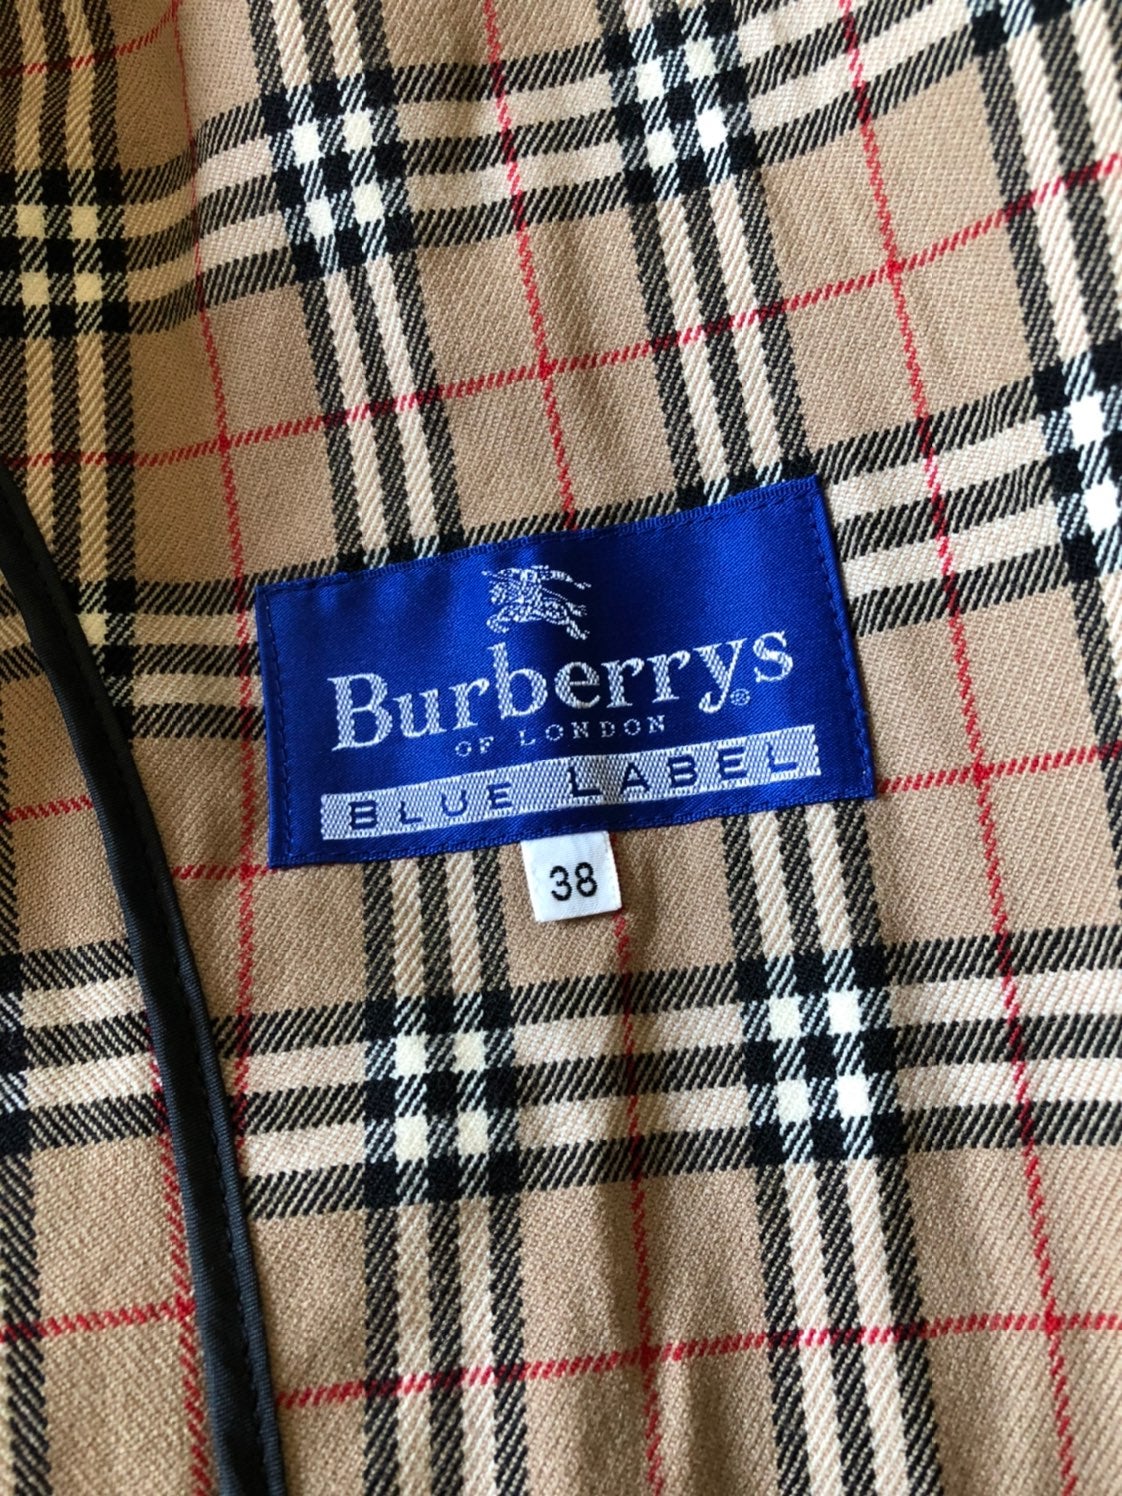 Burberrys®
OF LONDON
BLUE LABEL
38